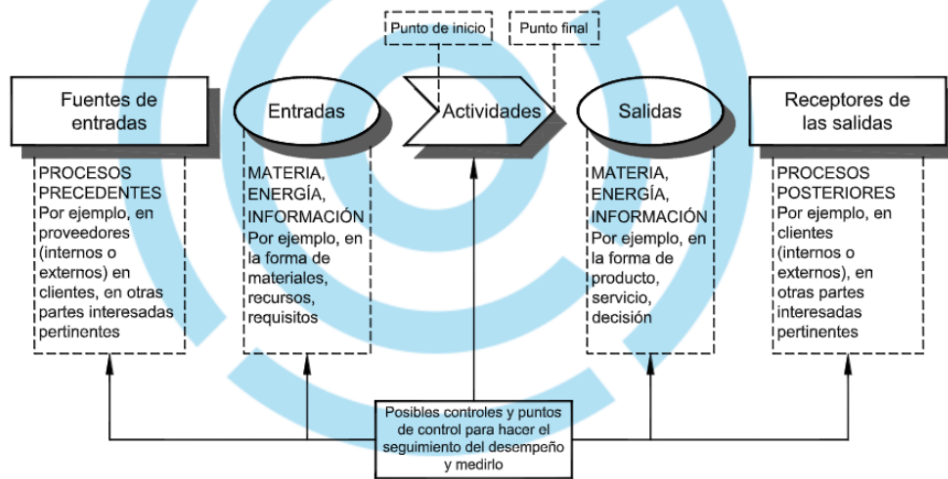 Punto de inicio
Punto final
Fuentes de
entradas
Entradas
Actividades
Salidas
Receptores de
las salidas
PROCESOS
PRECEDENTES
Por ejemplo, en
proveedores
(internos o
externos) en
clientes, en otras
partes interesadas
pertinentes
MATERIA,
ENERGÍA,
INFORMACIÓN
Por ejemplo, en
la forma de
materiales,
recursos,
requisitos
MATERIA,
ENERGÍA,
INFORMACIÓN
Por ejemplo, en
la forma de
producto,
servicio,
decisión
PROCESOS
POSTERIORES
Por ejemplo, en
clientes
(internos o
externos), en
otras partes
interesadas
pertinentes
Posibles controles y puntos
de control para hacer el
seguimiento del desempeño
y medirlo